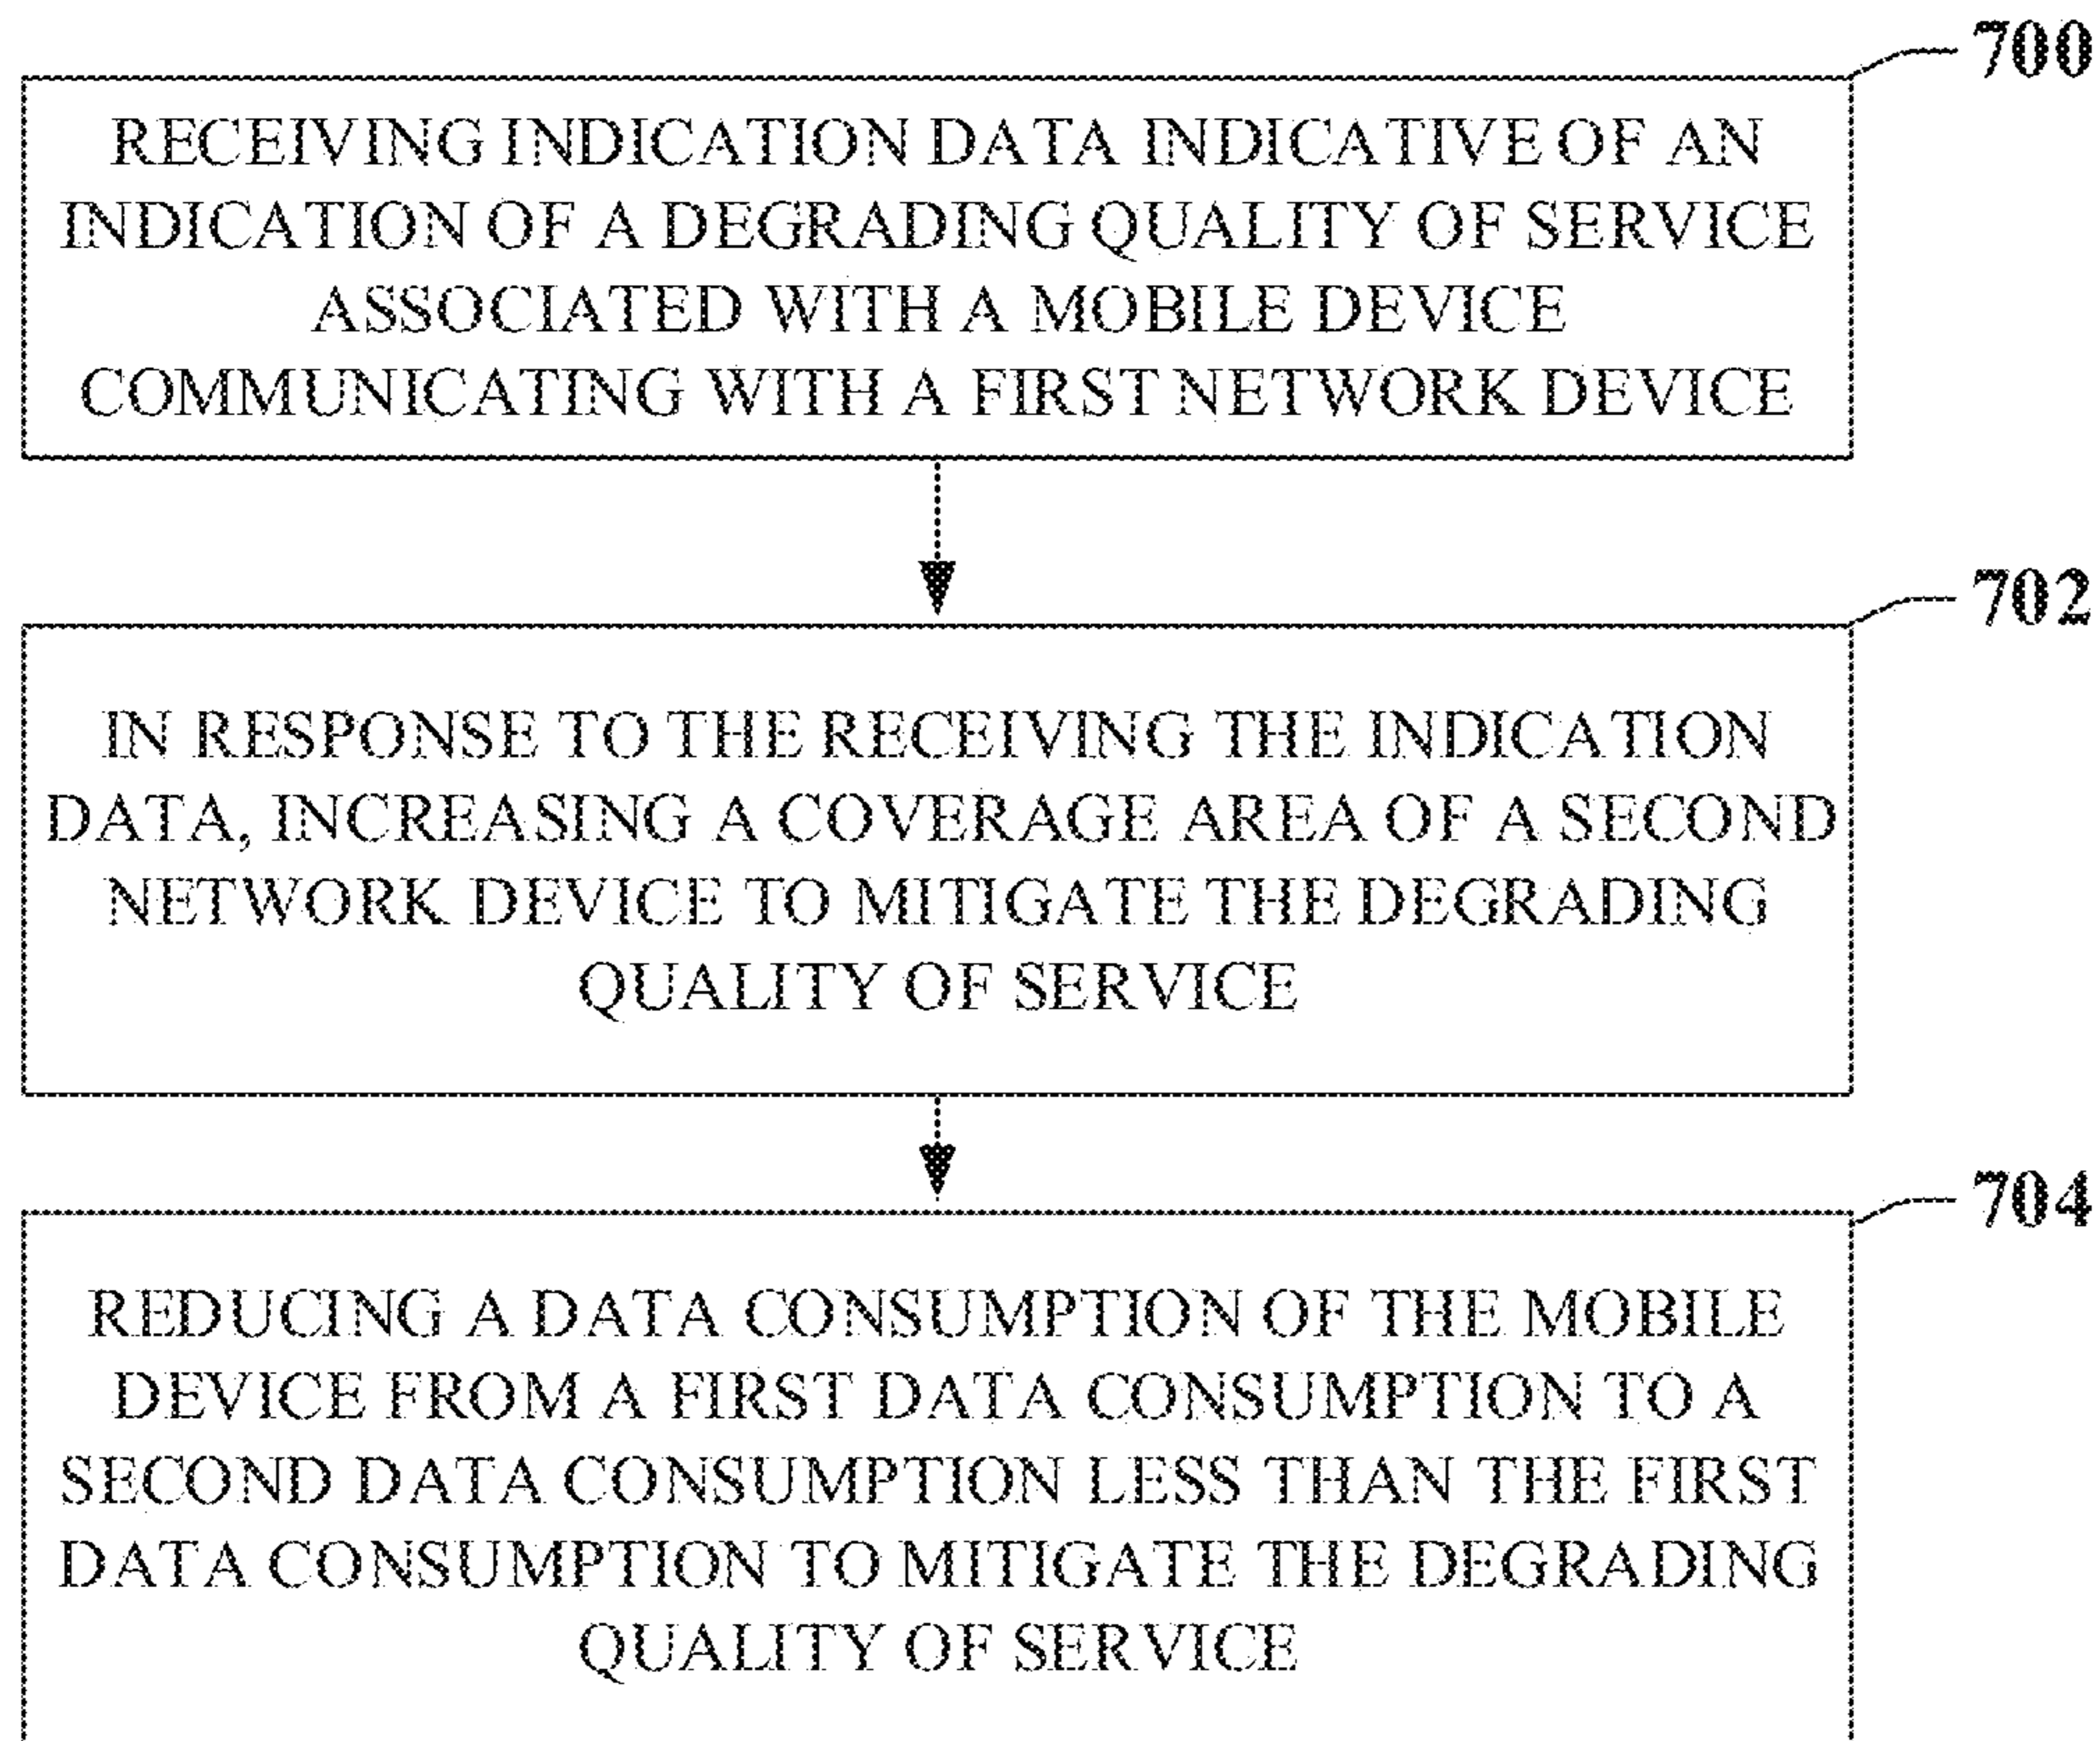 700
RECEIVING INDICATION DATA INDICATIVE OF AN
INDICATION OF A DEGRADING QUALITY OF SERVICE
ASSOCIATED WITH A MOBILE DEVICE
COMMUNICATING WITH A FIRST NETWORK DEVICE
702
IN RESPONSE TO THE RECEIVING THE INDICATION
DATA, INCREASING A COVERAGE AREA OF A SECOND
NETWORK DEVICE TO MITIGATE THE DEGRADING
QUALITY OF SERVICE
704
REDUCING A DATA CONSUMPTION OF THE MOBILE
DEVICE FROM A FIRST DATA CONSUMPTION TO A
SECOND DATA CONSUMPTION LESS THAN THE FIRST
DATA CONSUMPTION TO MITIGATE THE DEGRADING
QUALITY OF SERVICE